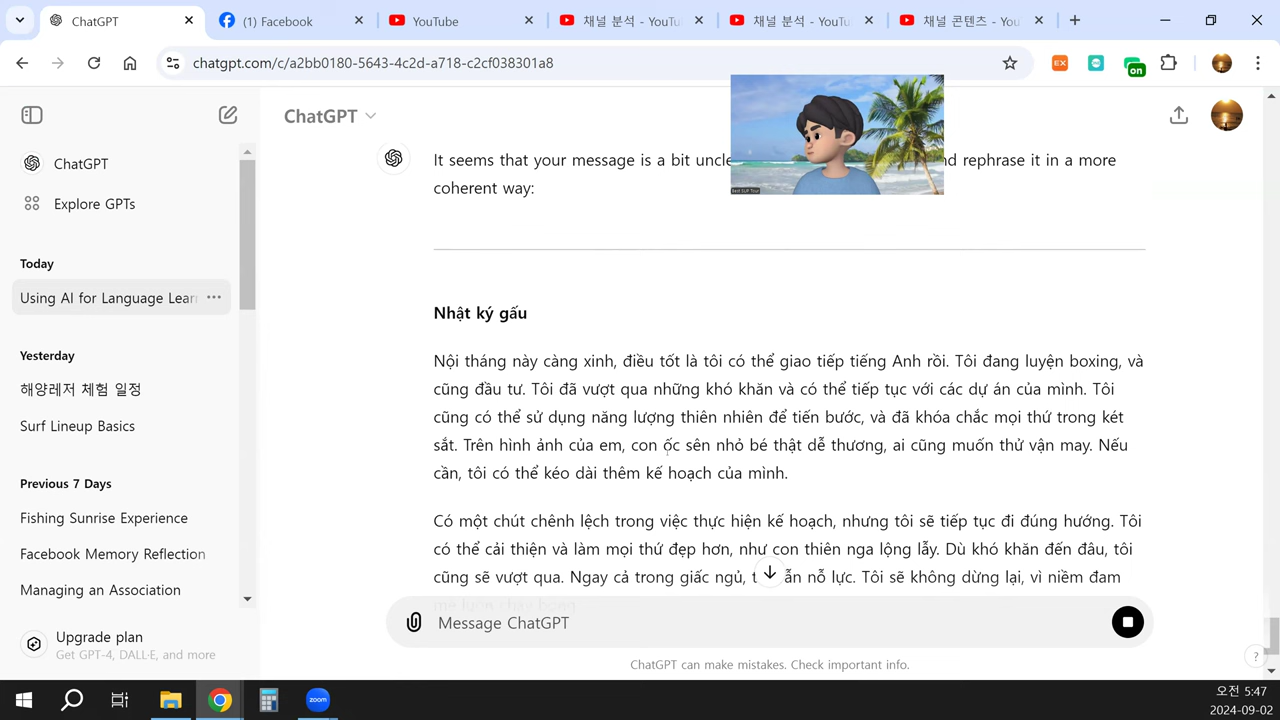 ChatGPT
(1) Facebook
YouTube
채널 분석 - YouTu
채널 분석 - YouTu
채널 콘텐츠 - You
chatgpt.com/c/a2bb0180-5643-4c2d-a718-c2cf038301a8
EX
on
ChatGPT
ChatGPT
Explore GPTs
Today
Using AI for Language Lear
Yesterday
해양레저 체험 일정
Surf Lineup Basics
Previous 7 Days
Fishing Sunrise Experience
Facebook Memory Reflection
Managing an Association
Upgrade plan
Get GPT-4, DALL·E, and more
It seems that your message is a bit uncle
nd rephrase it in a more
coherent way:
Nhật ký gấu
Nội tháng này càng xinh, điều tốt là tôi có thể giao tiếp tiếng Anh rồi. Tôi đang luyện boxing, và
cũng đầu tư. Tôi đã vượt qua những khó khăn và có thể tiếp tục với các dự án của mình. Tôi
cũng có thể sử dụng năng lượng thiên nhiên để tiến bước, và đã khóa chắc mọi thứ trong két
sắt. Trên hình ảnh của em, con ốc sên nhỏ bé thật dễ thương, ai cũng muốn thử vận may. Nếu
cần, tôi có thể kéo dài thêm kế hoạch của mình.
Có một chút chênh lệch trong việc thực hiện kế hoạch, nhưng tôi sẽ tiếp tục đi đúng hướng. Tôi
có thể cải thiện và làm mọi thứ đẹp hơn, như con thiên nga lộng lẫy. Dù khó khăn đến đâu, tôi
cũng sẽ vượt qua. Ngay cả trong giấc ngủ, t ẫn nỗ lực. Tôi sẽ không dừng lại, vì niềm đam
Message ChatGPT
ChatGPT can make mistakes. Check important info.
?
zoom
오전 5:47
2024-09-02